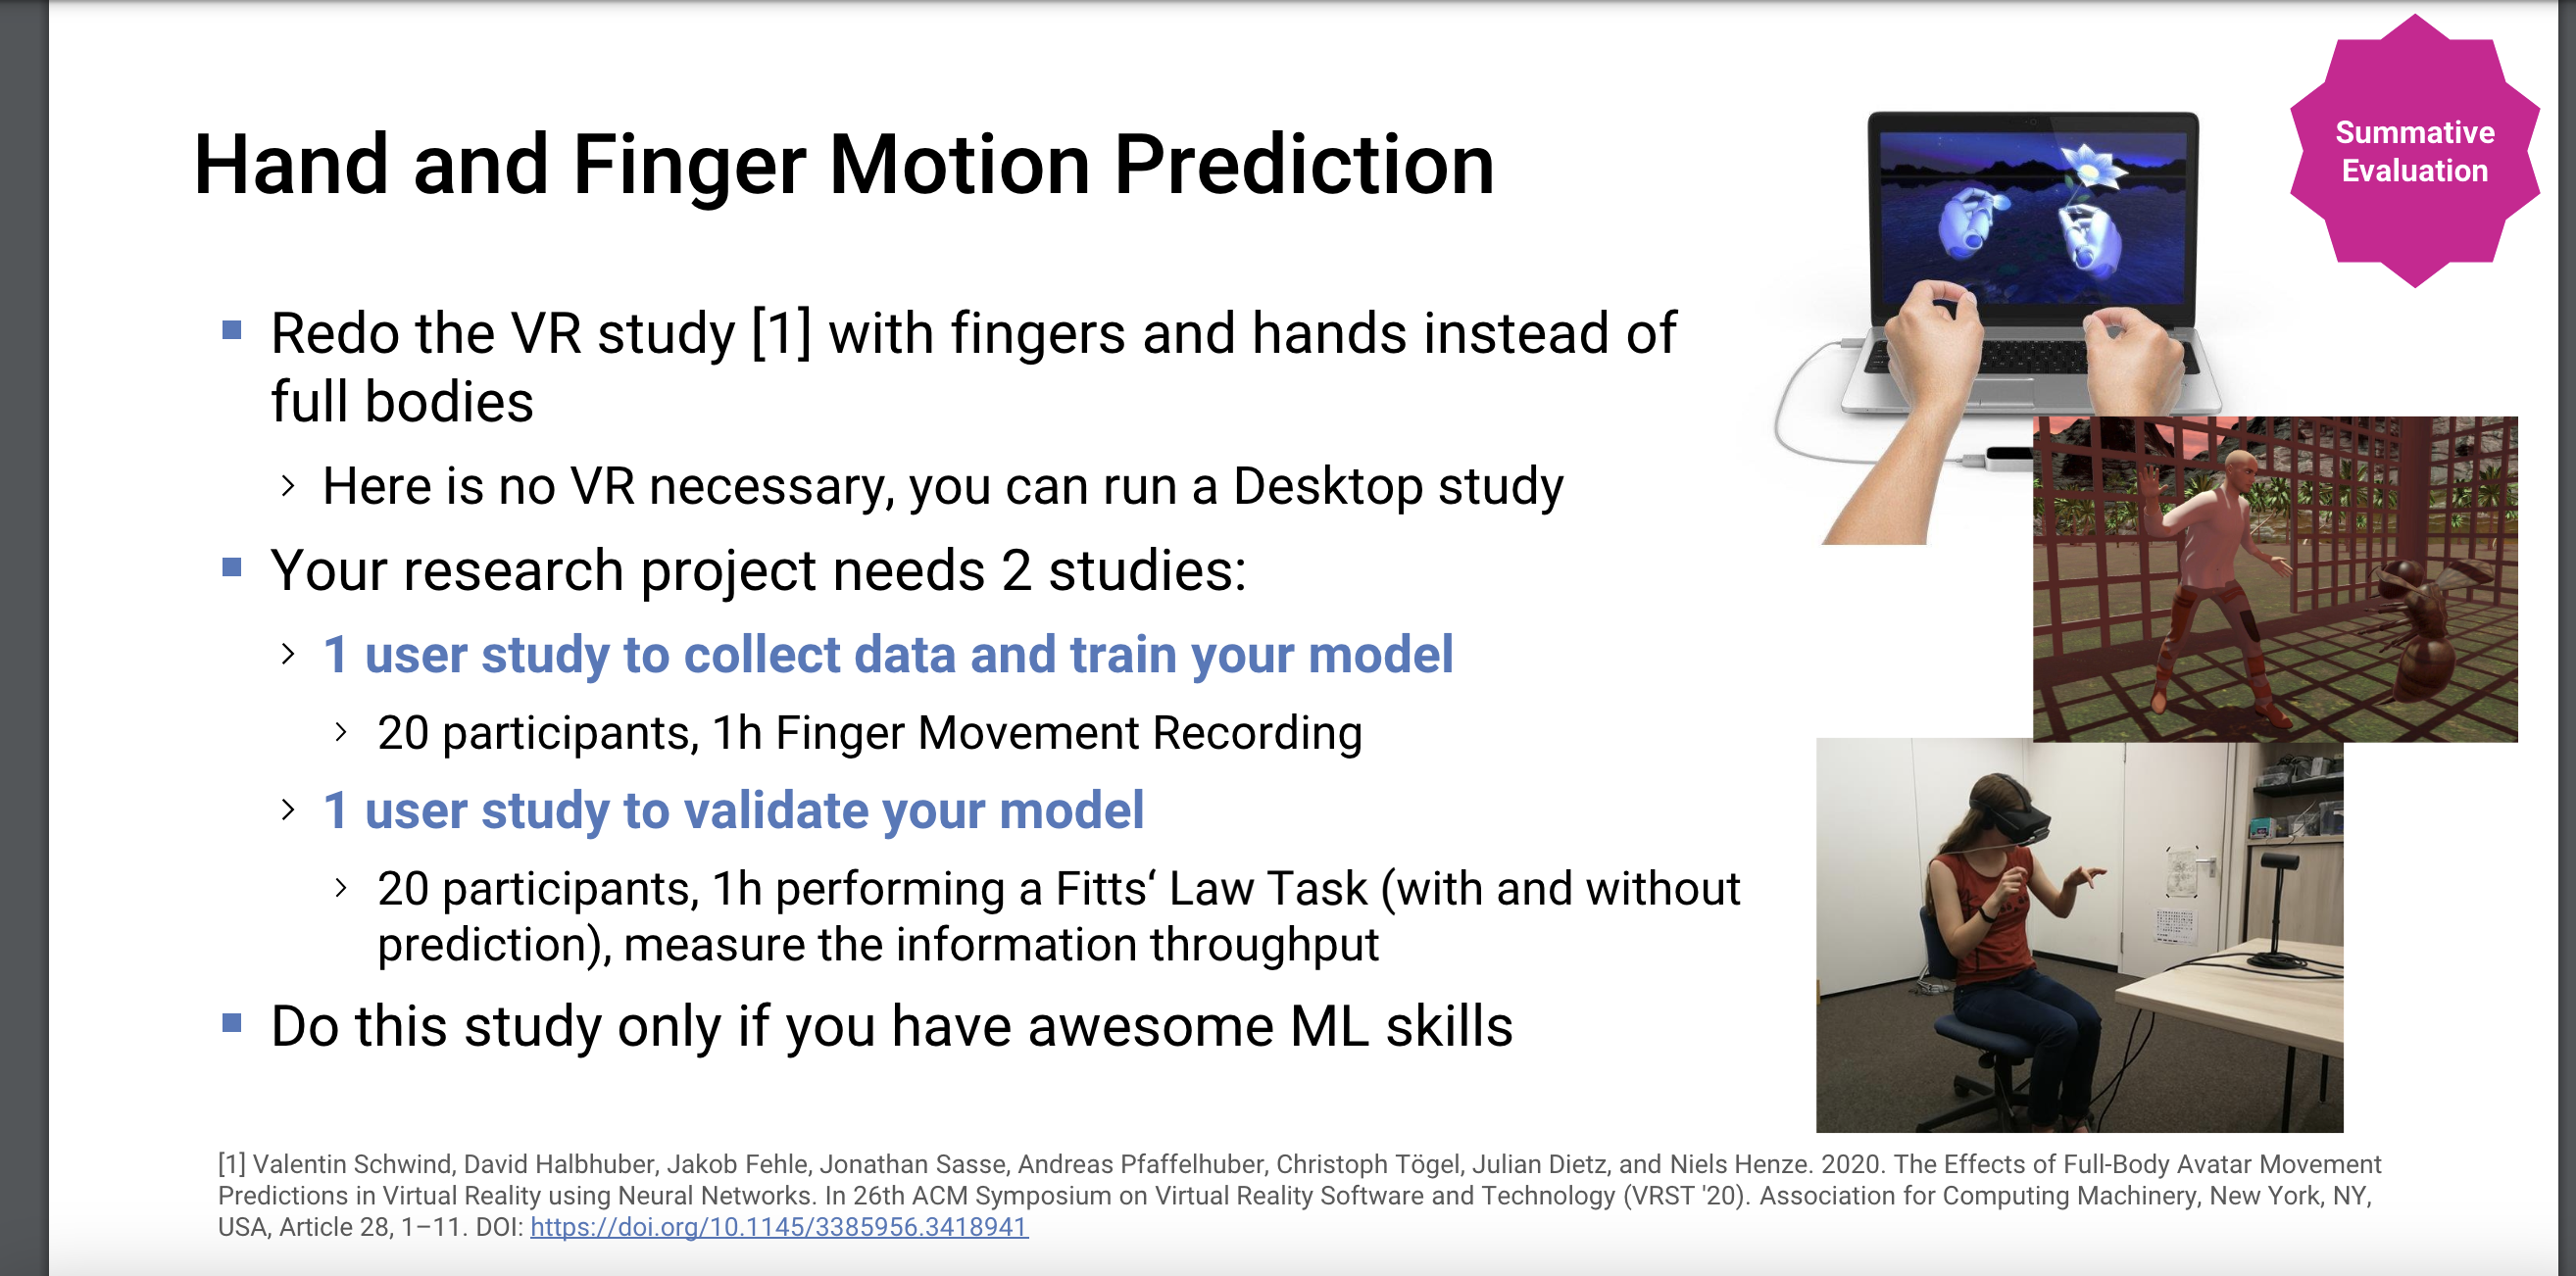 Summative
Evaluation
Hand and Finger Motion Prediction
Redo the VR study [1] with fingers and hands instead of
full bodies
Here is no VR necessary, you can run a Desktop study
Your research project needs 2 studies:
1 user study to collect data and train your model
20 participants, 1h Finger Movement Recording
1 user study to validate your model
20 participants, 1h performing a Fitts‘ Law Task (with and without
prediction), measure the information throughput
Do this study only if you have awesome ML skills
[1] Valentin Schwind, David Halbhuber, Jakob Fehle, Jonathan Sasse, Andreas Pfaffelhuber, Christoph Tögel, Julian Dietz, and Niels Henze. 2020. The Effects of Full-Body Avatar Movement
Predictions in Virtual Reality using Neural Networks. In 26th ACM Symposium on Virtual Reality Software and Technology (VRST '20). Association for Computing Machinery, New York, NY,
USA, Article 28, 1–11. DOI: https://doi.org/10.1145/3385956.3418941